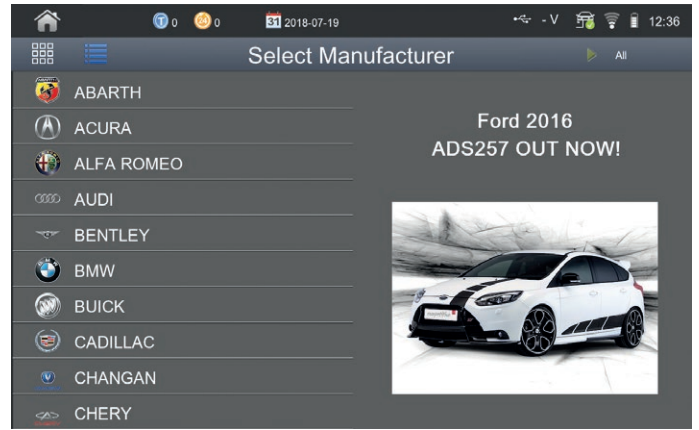 0 0 31 2018-07-19 - V 12:36
Select Manufacturer All
ABARTH
ACURA
ALFA ROMEO
AUDI
BENTLEY
BMW
BUICK
CADILLAC
CHANGAN
CHERY
Ford 2016
ADS257 OUT NOW!